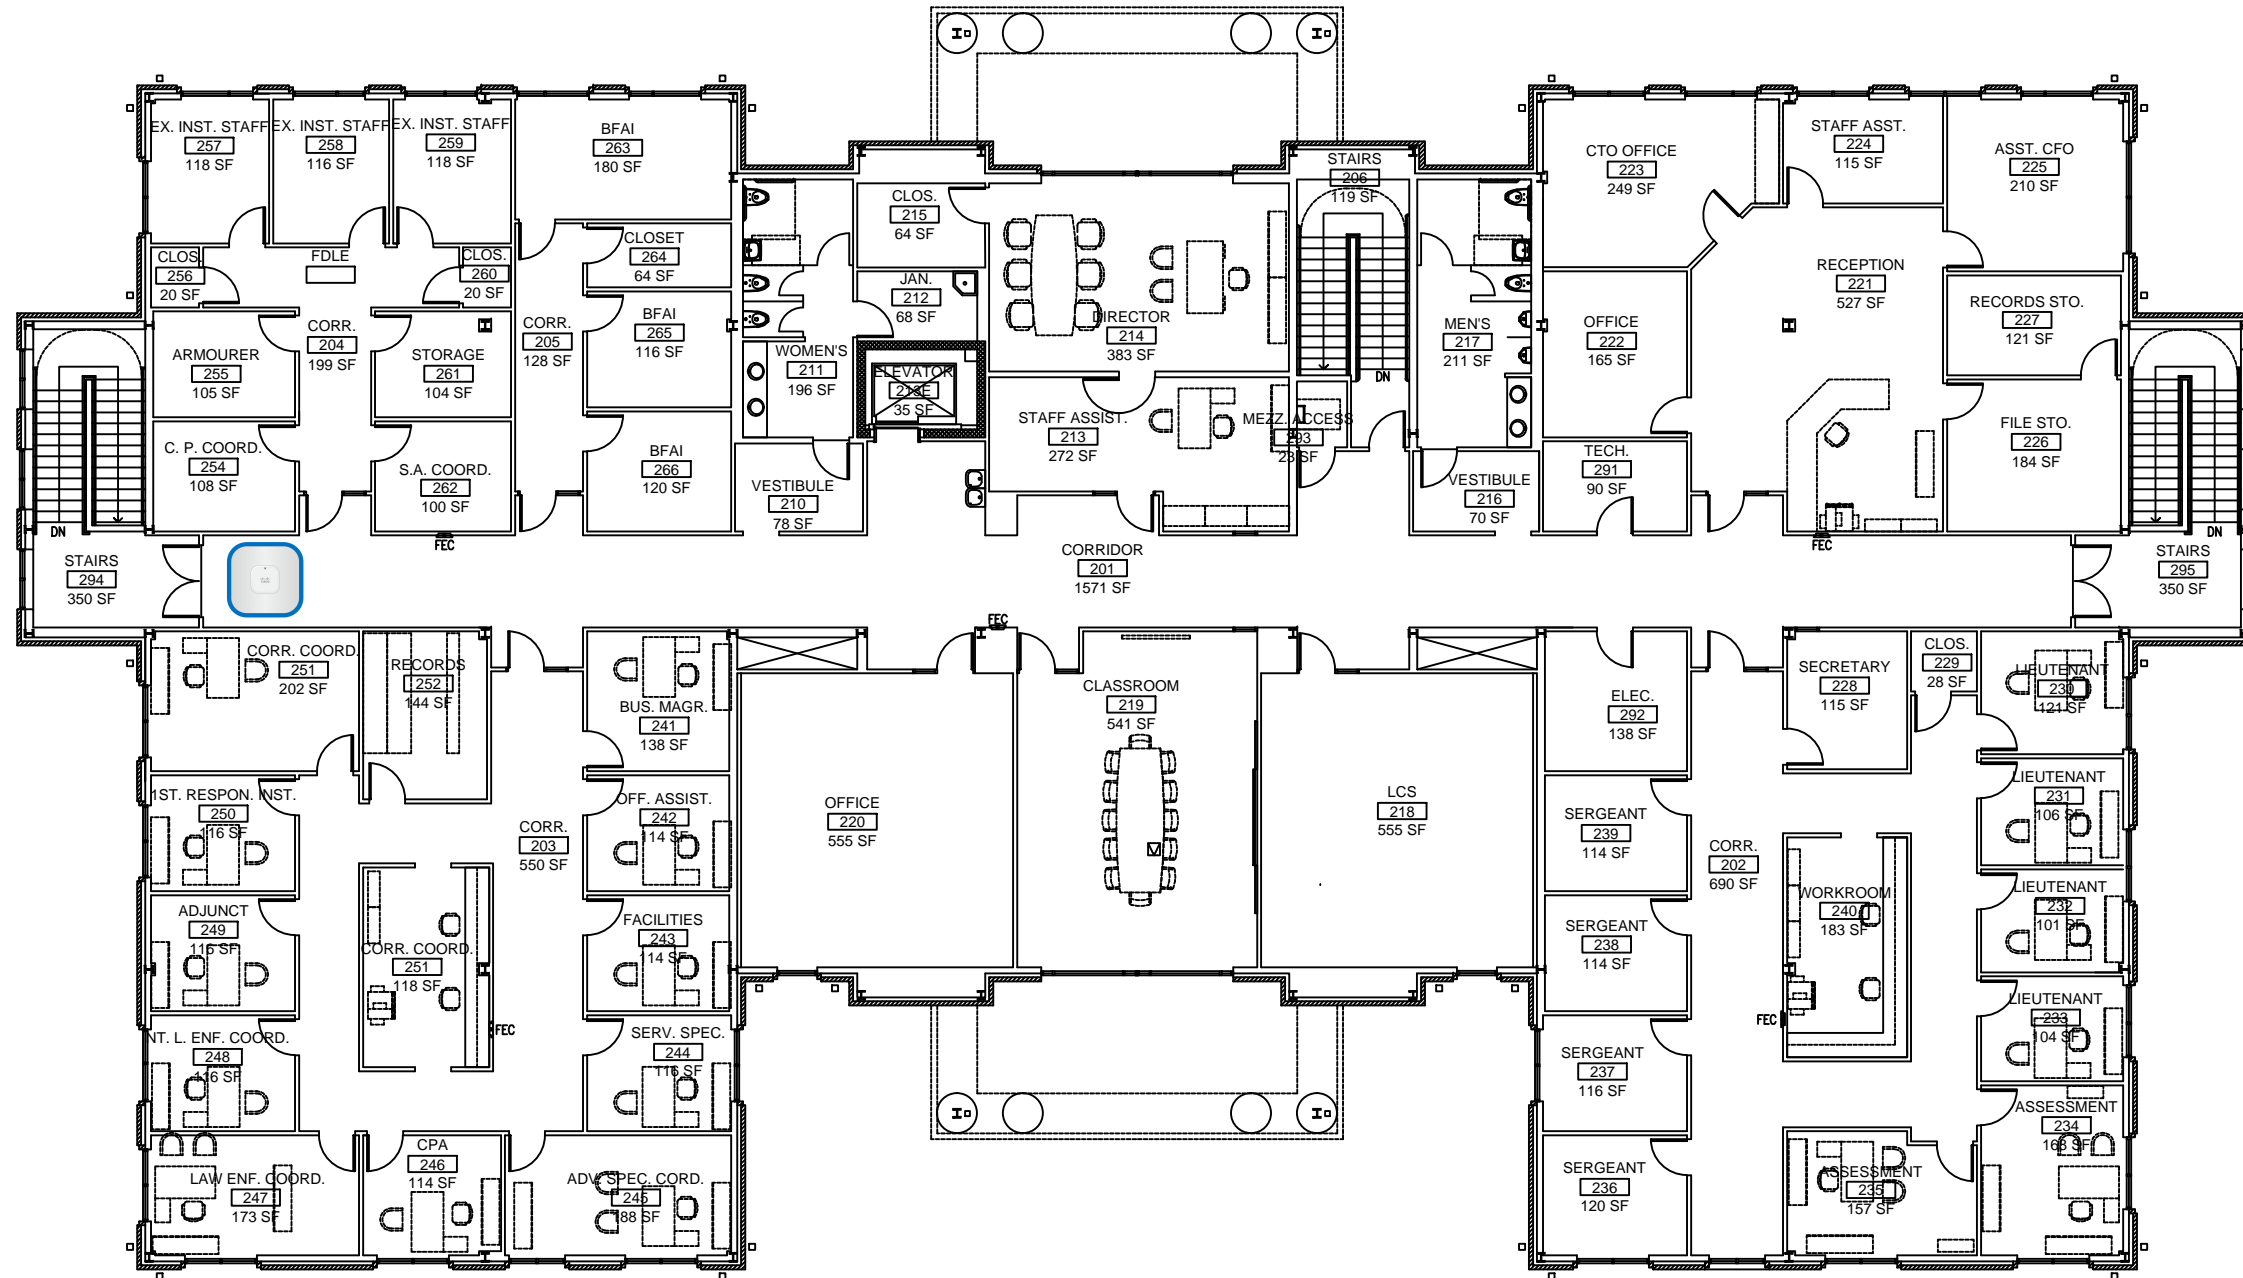 EX. INST. STAFF
257
118 SF
EX. INST. STAFF
258
116 SF
EX. INST. STAFF
259
118 SF
BFAI
263
180 SF
CLOS.
215
64 SF
STAIRS
206
119 SF
CTO OFFICE
223
249 SF
STAFF ASST.
224
115 SF
ASST. CFO
225
210 SF
CLOS.
256
20 SF
FDLE
CLOS.
260
20 SF
CLOSET
264
64 SF
JAN.
212
68 SF
RECEPTION
221
527 SF
RECORDS STO.
227
121 SF
ARMOURER
255
105 SF
CORR.
204
199 SF
STORAGE
261
104 SF
CORR.
205
128 SF
BFAI
265
116 SF
WOMEN'S
211
196 SF
ELEVATOR
213E
35 SF
DIRECTOR
214
383 SF
DN
MEN'S
217
211 SF
OFFICE
222
165 SF
C. P. COORD.
254
108 SF
S.A. COORD.
262
100 SF
BFAI
266
120 SF
VESTIBULE
210
78 SF
STAFF ASSIST.
213
272 SF
MEZZ. ACCESS
293
23 SF
VESTIBULE
216
70 SF
TECH.
291
90 SF
FILE STO.
226
184 SF
DN
FEC
FEC
DN
STAIRS
294
350 SF
CORRIDOR
201
1571 SF
STAIRS
295
350 SF
FEC
CORR. COORD.
251
202 SF
RECORDS
252
144 SF
BUS. MAGR.
241
138 SF
CLASSROOM
219
541 SF
ELEC.
292
138 SF
SECRETARY
228
115 SF
CLOS.
229
28 SF
LIEUTENANT
230
121 SF
1ST. RESPON. INST.
250
116 SF
CORR.
203
550 SF
OFF. ASSIST.
242
114 SF
OFFICE
220
555 SF
LCS
218
555 SF
SERGEANT
239
114 SF
CORR.
202
690 SF
LIEUTENANT
231
106 SF
ADJUNCT
249
115 SF
CORR. COORD.
251
118 SF
FACILITIES
243
114 SF
SERGEANT
238
114 SF
WORKROOM
240
183 SF
LIEUTENANT
232
101 SF
NT. L. ENF. COORD.
248
116 SF
FEC
SERV. SPEC.
244
116 SF
SERGEANT
237
116 SF
FEC
LIEUTENANT
233
104 SF
LAW ENF. COORD.
247
173 SF
CPA
246
114 SF
ADV. SPEC. CORD.
245
188 SF
SERGEANT
236
120 SF
ASSESSMENT
235
157 SF
ASSESSMENT
234
163 SF